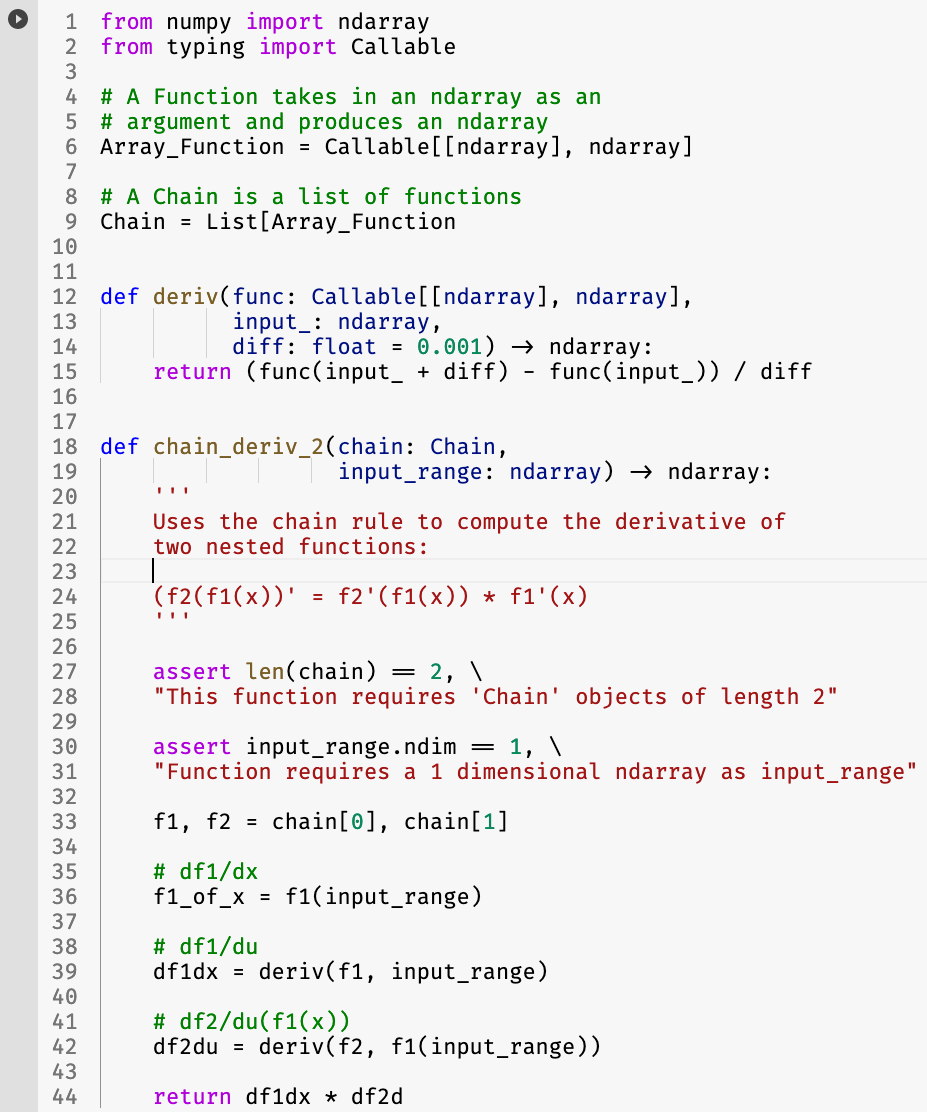 1 from numpy import ndarray
2 from typing import Callable
3
4 # A Function takes in an ndarray as an
5 # argument and produces an ndarray
6 Array_Function = Callable[[ndarray], ndarray]
7
8 # A Chain is a list of functions
9 Chain = List[Array_Function
10
11
12 def deriv(func: Callable[[ndarray], ndarray],
13           input_: ndarray,
14           diff: float = 0.001) -> ndarray:
15     return (func(input_ + diff) - func(input_)) / diff
16
17
18 def chain_deriv_2(chain: Chain,
19                   input_range: ndarray) -> ndarray:
20     '''
21     Uses the chain rule to compute the derivative of
22     two nested functions:
23
24     (f2(f1(x))' = f2'(f1(x)) * f1'(x)
25     '''
26
27     assert len(chain) == 2, \
28     "This function requires 'Chain' objects of length 2"
29
30     assert input_range.ndim == 1, \
31     "Function requires a 1 dimensional ndarray as input_range"
32
33     f1, f2 = chain[0], chain[1]
34
35     # df1/dx
36     f1_of_x = f1(input_range)
37
38     # df1/du
39     df1dx = deriv(f1, input_range)
40
41     # df2/du(f1(x))
42     df2du = deriv(f2, f1(input_range))
43
44     return df1dx * df2d